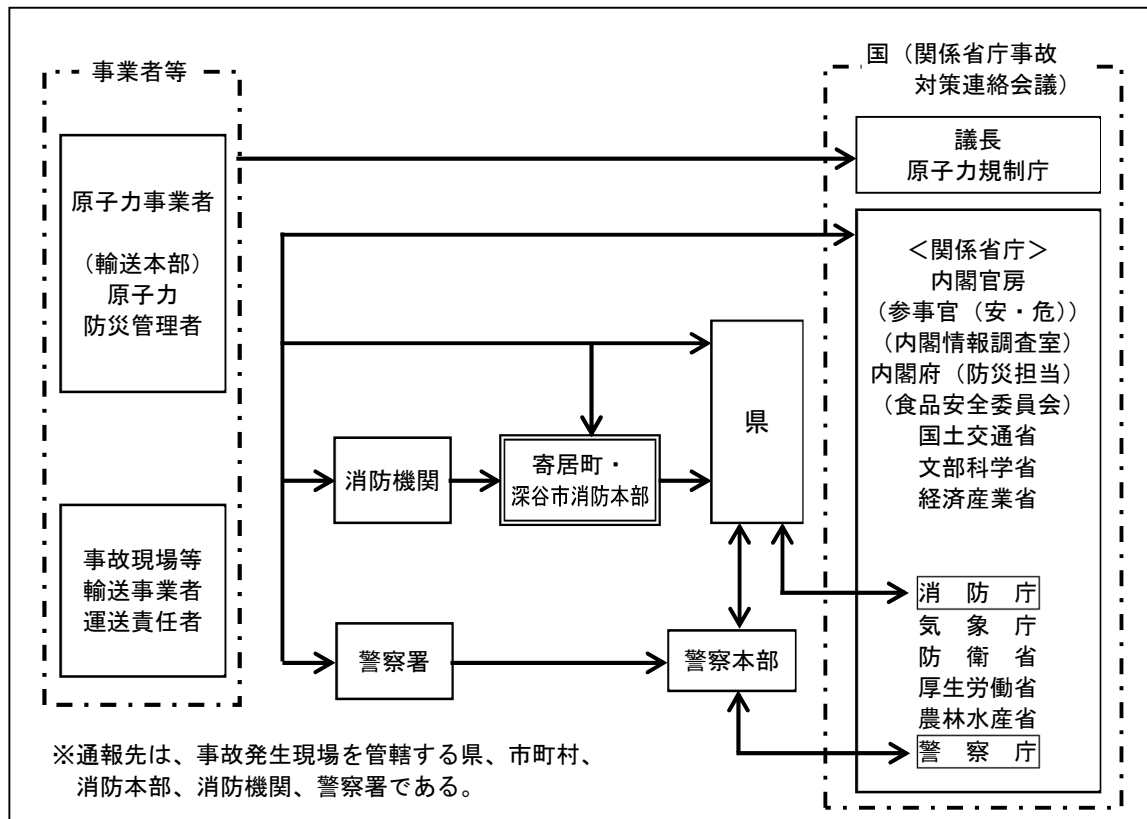 事業者等
原子力事業者
（輸送本部）
原子力
防災管理者
事故現場等
輸送事業者
運送責任者
消防機関
寄居町・
深谷市消防本部
県
警察署
警察本部
国（関係省庁事故
対策連絡会議）
議長
原子力規制庁
＜関係省庁＞
内閣官房
（参事官（安・危））
（内閣情報調査室）
内閣府（防災担当）
（食品安全委員会）
国土交通省
文部科学省
経済産業省
消　防　庁
気　象　庁
防　衛　省
厚生労働省
農林水産省
警　察　庁
※通報先は、事故発生現場を管轄する県、市町村、
消防本部、消防機関、警察署である。